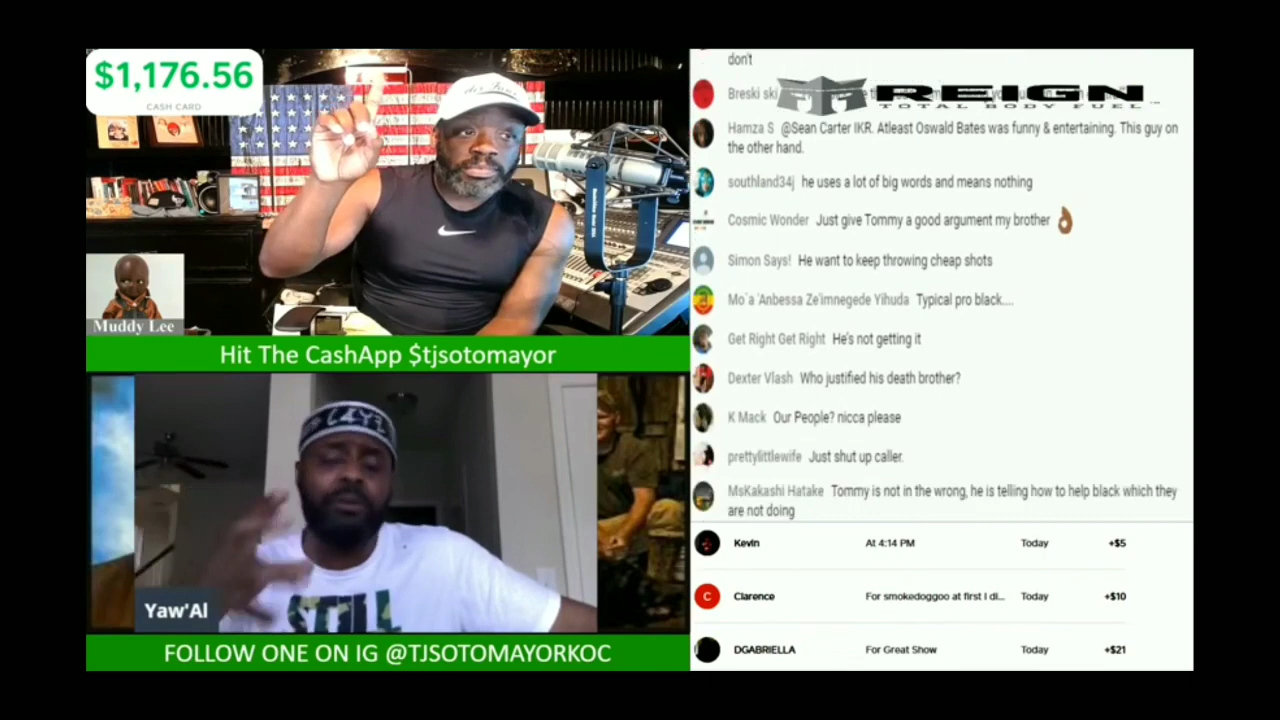 $1,176.56
CASH CARD
Muddy Lee
Hit The CashApp $tjsotomayor
Yaw'Al
STILL
FOLLOW ONE ON IG @TJSOTOMAYORKOC
don't
REIGN
TOTAL BODY FUEL
Breski ski
Hamza S @Sean Carter IKR. Atleast Oswald Bates was funny & entertaining. This guy on
the other hand.
southland34j he uses a lot of big words and means nothing
Cosmic Wonder Just give Tommy a good argument my brother 👌🏾
Simon Says! He want to keep throwing cheap shots
Mo'a 'Anbessa Ze'imnegede Yihuda Typical pro black....
Get Right Get Right He's not getting it
Dexter Vlash Who justified his death brother?
K Mack Our People? nicca please
prettylittlewife Just shut up caller.
MsKakashi Hatake Tommy is not in the wrong, he is telling how to help black which they
are not doing
Kevin At 4:14 PM Today +$5
C Clarence For smokedoggoo at first I di... Today +$10
DGABRIELLA For Great Show Today +$21